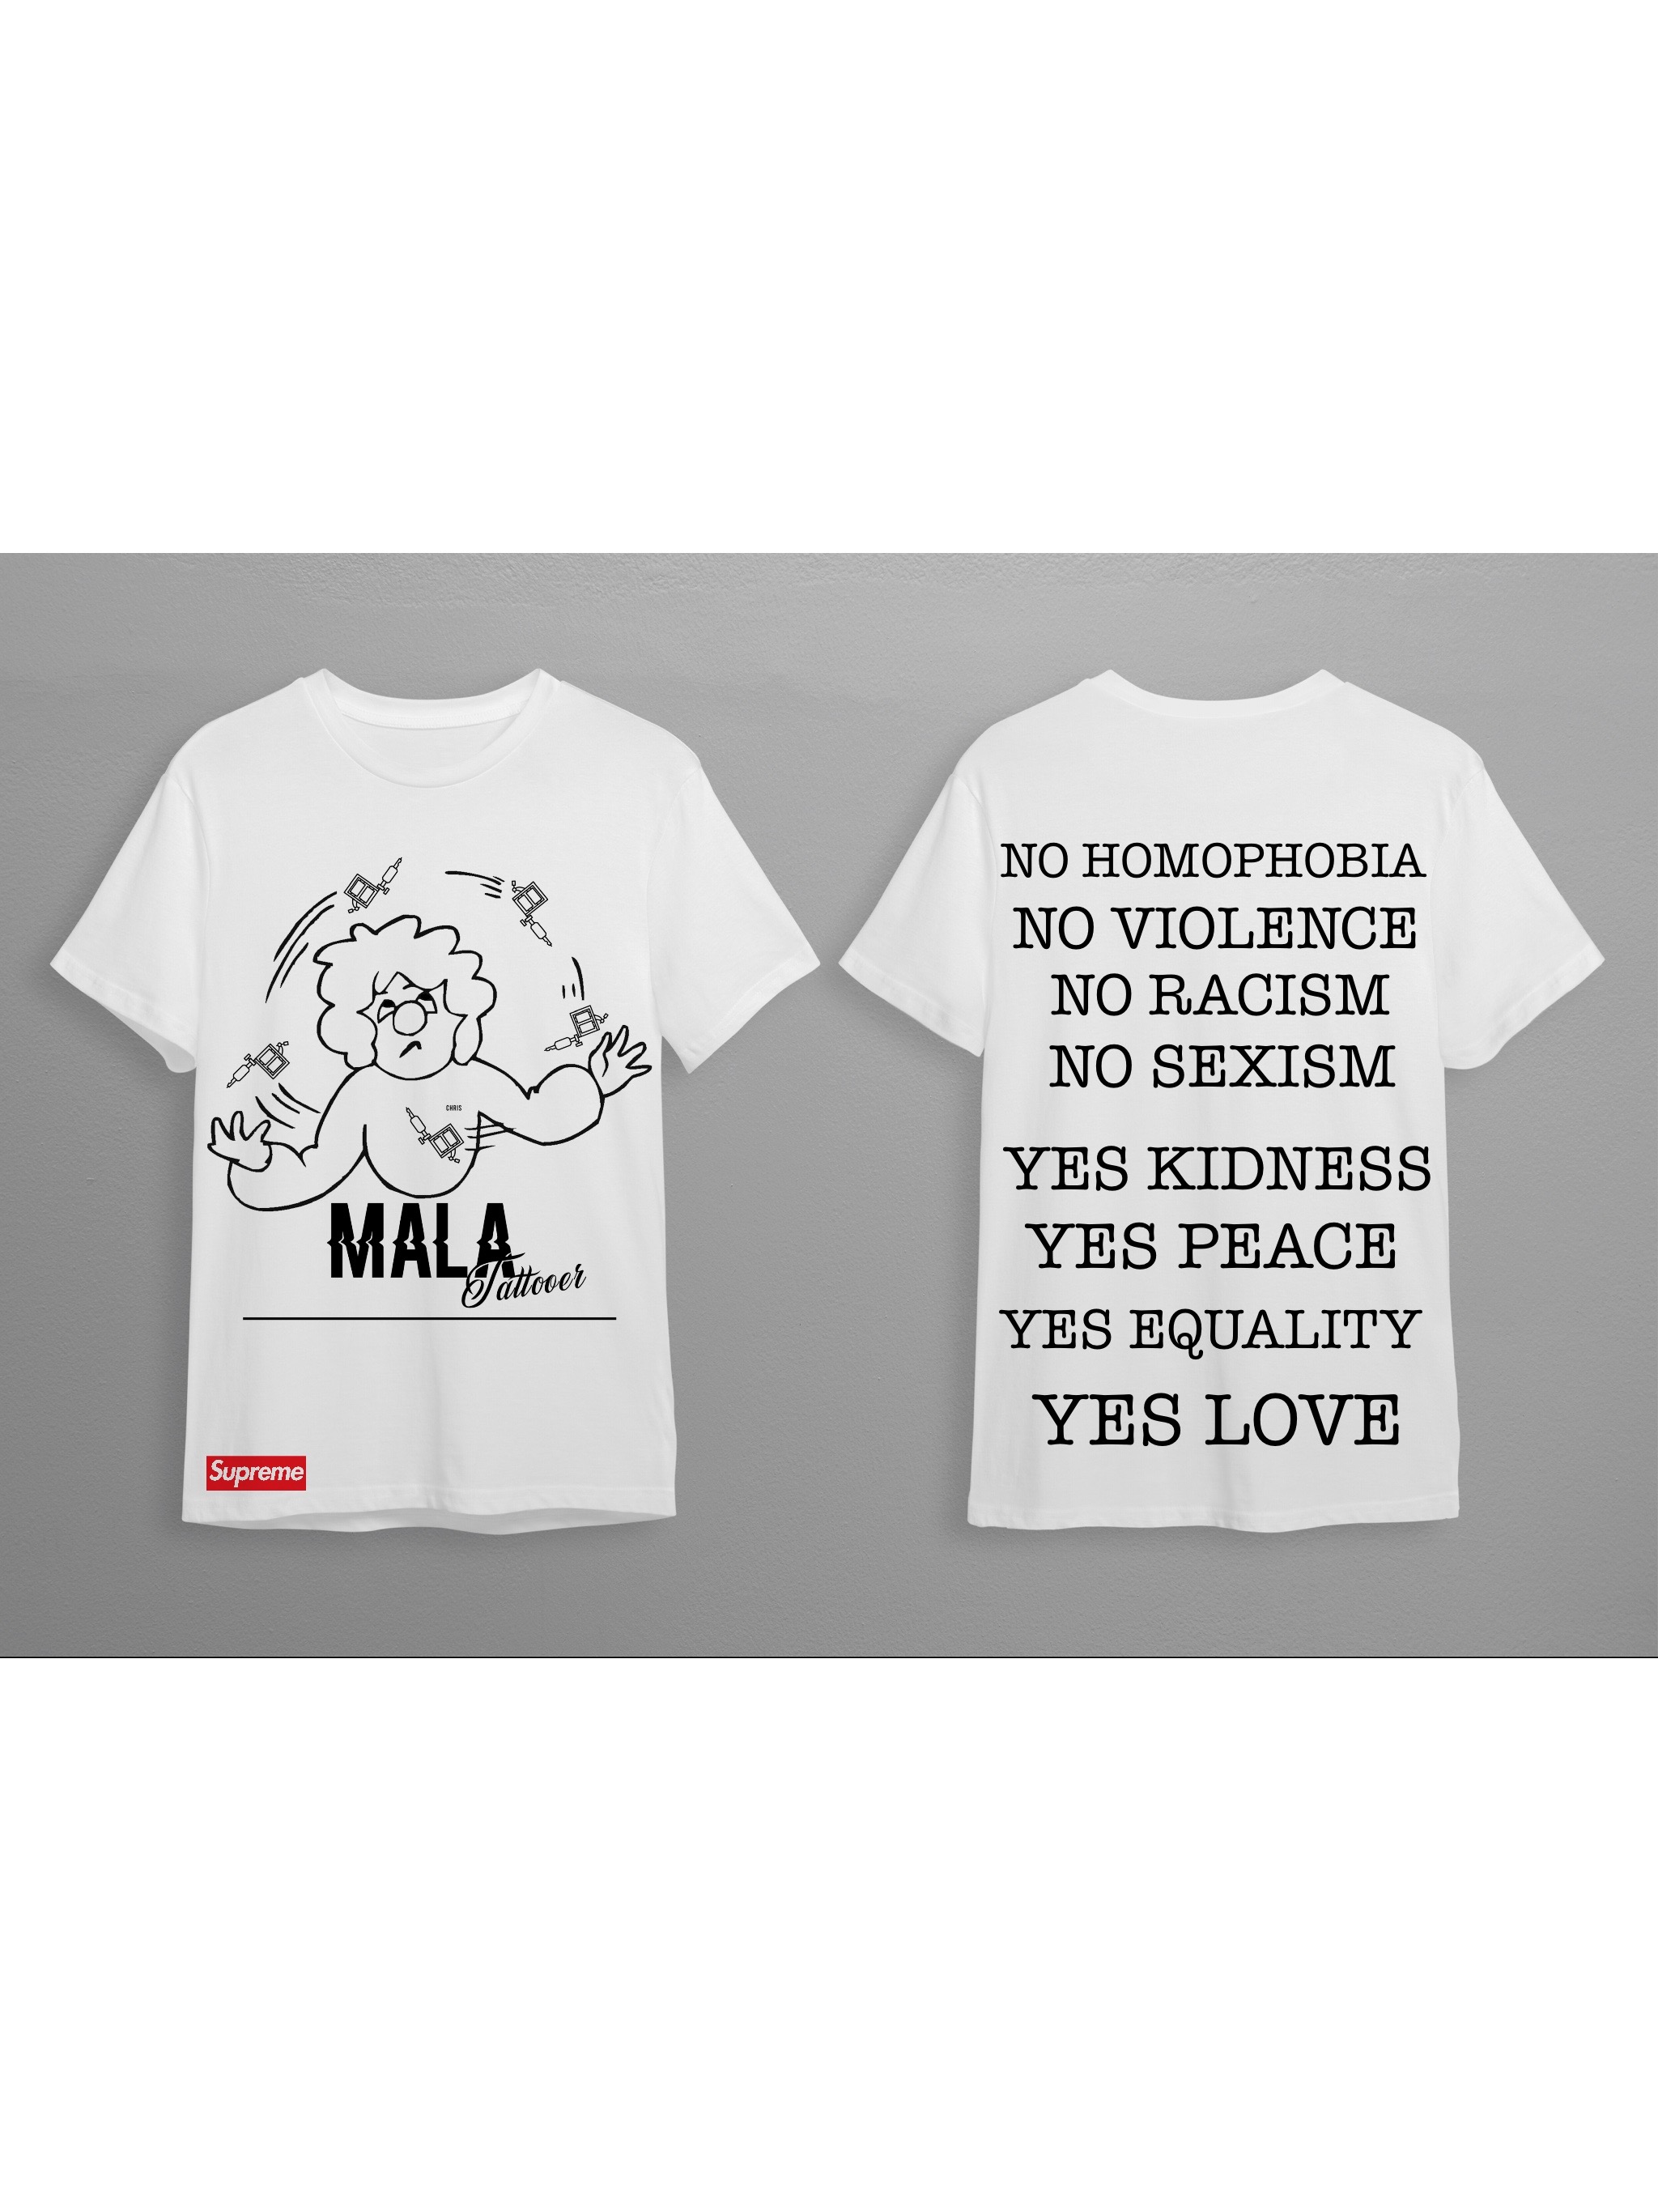 CHRIS
MALA
Tattooer
Supreme
NO HOMOPHOBIA
NO VIOLENCE
NO RACISM
NO SEXISM
YES KIDNESS
YES PEACE
YES EQUALITY
YES LOVE